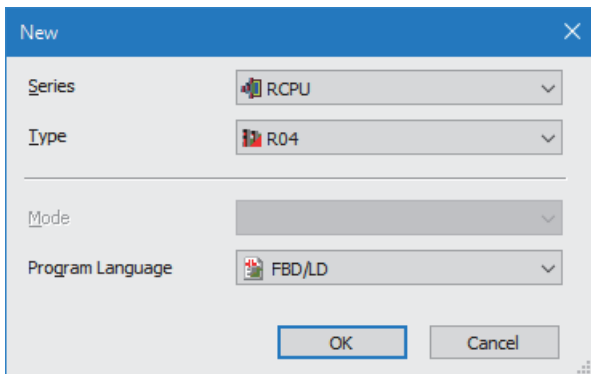 New
Series
RCPU
Type
R04
Mode
Program Language
FBD/LD
OK
Cancel